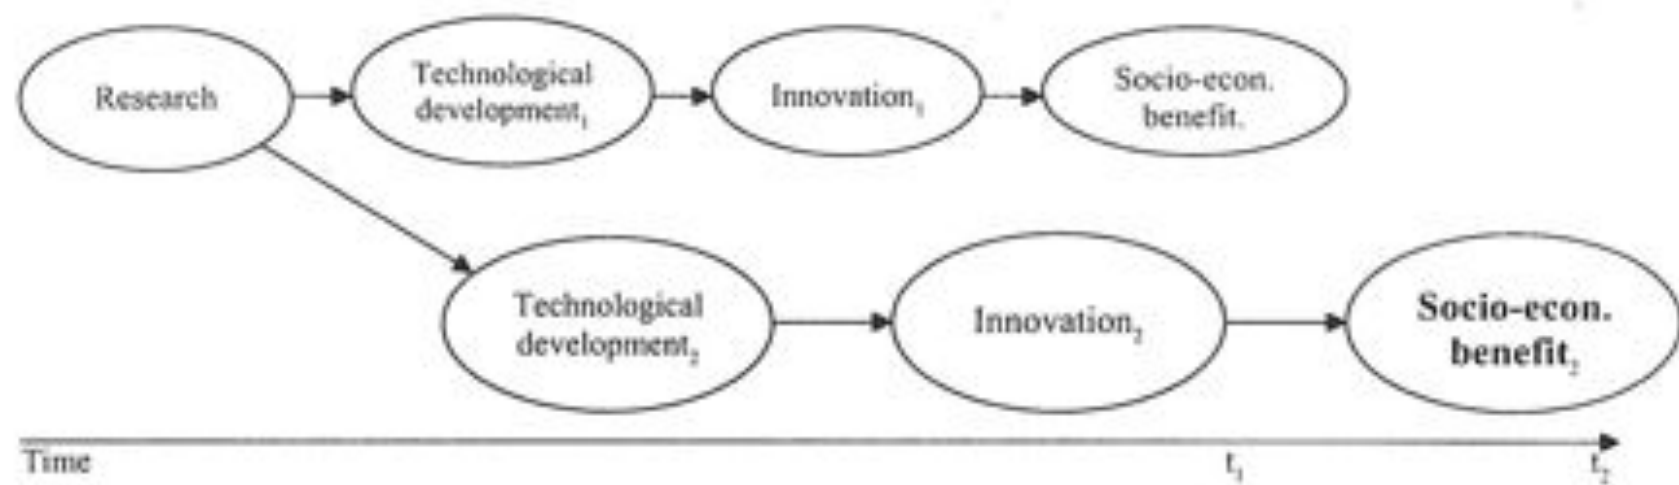 Research
Technological
development₁
Innovation₁
Socio-econ.
benefit.
Technological
development₂
Innovation₂
Socio-econ.
benefit₂
Time
t₁
t₂